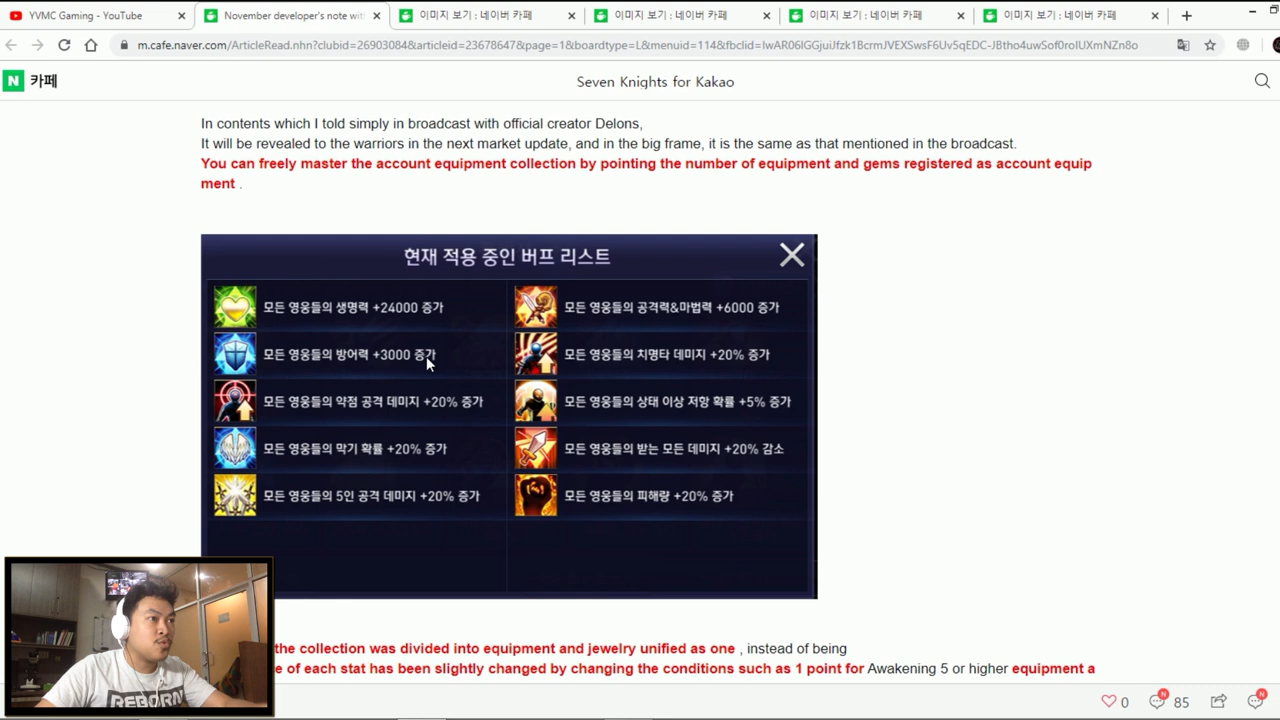 YVMC Gaming - YouTube
November developer's note wit
이미지 보기 : 네이버 카페
이미지 보기 : 네이버 카페
이미지 보기 : 네이버 카페
이미지 보기 : 네이버 카페
m.cafe.naver.com/ArticleRead.nhn?clubid=26903084&articleid=23678647&page=1&boardtype=L&menuid=114&fbclid=IwAR06IGGjuiJfzk1BcrmJVEXSwsF6Uv5qEDC-JBtho4uwSof0roIUXmNZn8o
N 카페
Seven Knights for Kakao
In contents which I told simply in broadcast with official creator Delons,
It will be revealed to the warriors in the next market update, and in the big frame, it is the same as that mentioned in the broadcast.
You can freely master the account equipment collection by pointing the number of equipment and gems registered as account equip
ment .
현재 적용 중인 버프 리스트
모든 영웅들의 생명력 +24000 증가
모든 영웅들의 공격력&마법력 +6000 증가
모든 영웅들의 방어력 +3000 증가
모든 영웅들의 치명타 데미지 +20% 증가
모든 영웅들의 약점 공격 데미지 +20% 증가
모든 영웅들의 상태 이상 저항 확률 +5% 증가
모든 영웅들의 막기 확률 +20% 증가
모든 영웅들의 받는 모든 데미지 +20% 감소
모든 영웅들의 5인 공격 데미지 +20% 증가
모든 영웅들의 피해량 +20% 증가
the collection was divided into equipment and jewelry unified as one , instead of being
e of each stat has been slightly changed by changing the conditions such as 1 point for Awakening 5 or higher equipment a
0
N
85
N
REBORN